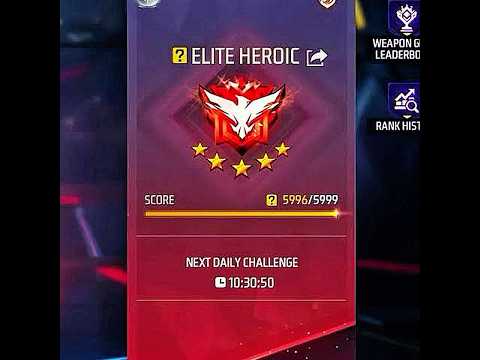 ? ELITE HEROIC
WEAPON G
LEADERBO
RANK HIST
SCORE
? 5996/5999
NEXT DAILY CHALLENGE
10:30:50